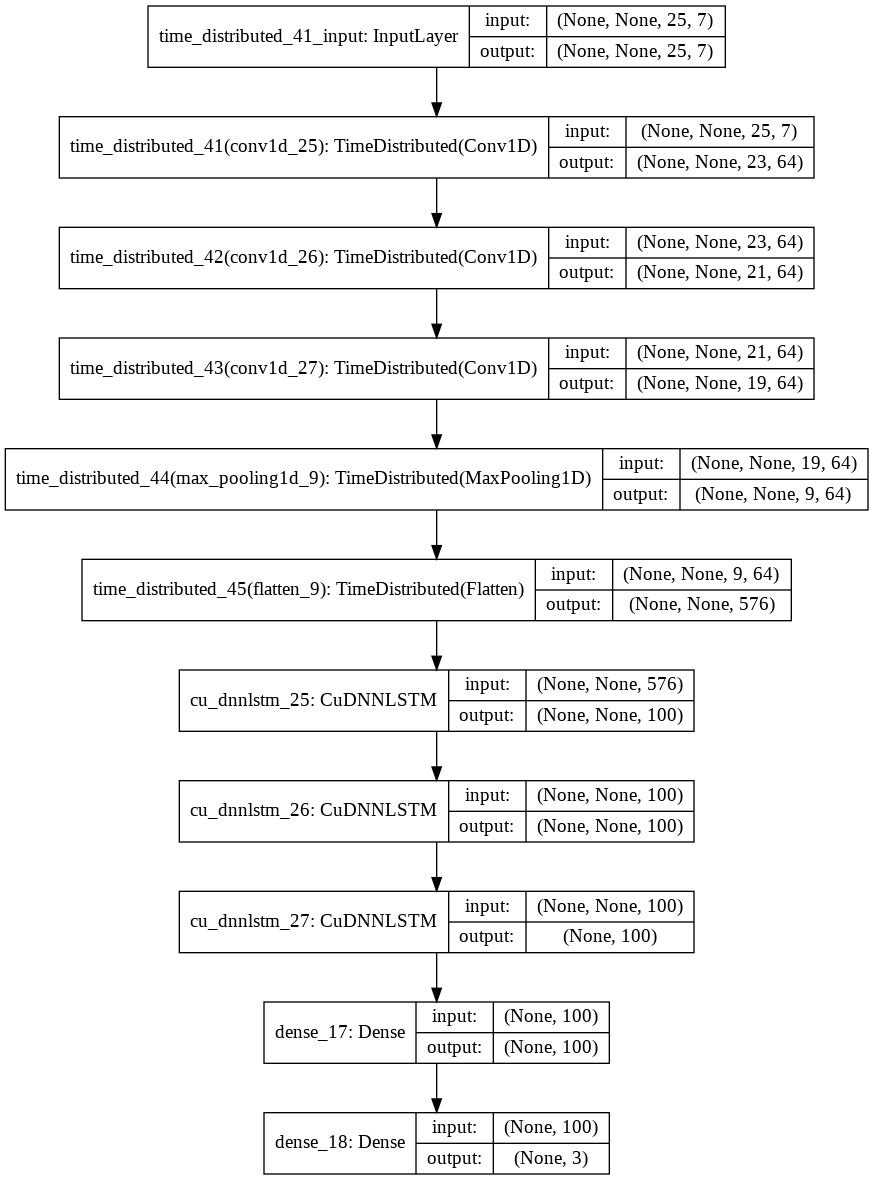 time_distributed_41_input: InputLayer
input: (None, None, 25, 7)
output: (None, None, 25, 7)
time_distributed_41(conv1d_25): TimeDistributed(Conv1D)
input: (None, None, 25, 7)
output: (None, None, 23, 64)
time_distributed_42(conv1d_26): TimeDistributed(Conv1D)
input: (None, None, 23, 64)
output: (None, None, 21, 64)
time_distributed_43(conv1d_27): TimeDistributed(Conv1D)
input: (None, None, 21, 64)
output: (None, None, 19, 64)
time_distributed_44(max_pooling1d_9): TimeDistributed(MaxPooling1D)
input: (None, None, 19, 64)
output: (None, None, 9, 64)
time_distributed_45(flatten_9): TimeDistributed(Flatten)
input: (None, None, 9, 64)
output: (None, None, 576)
cu_dnnlstm_25: CuDNNLSTM
input: (None, None, 576)
output: (None, None, 100)
cu_dnnlstm_26: CuDNNLSTM
input: (None, None, 100)
output: (None, None, 100)
cu_dnnlstm_27: CuDNNLSTM
input: (None, None, 100)
output: (None, 100)
dense_17: Dense
input: (None, 100)
output: (None, 100)
dense_18: Dense
input: (None, 100)
output: (None, 3)